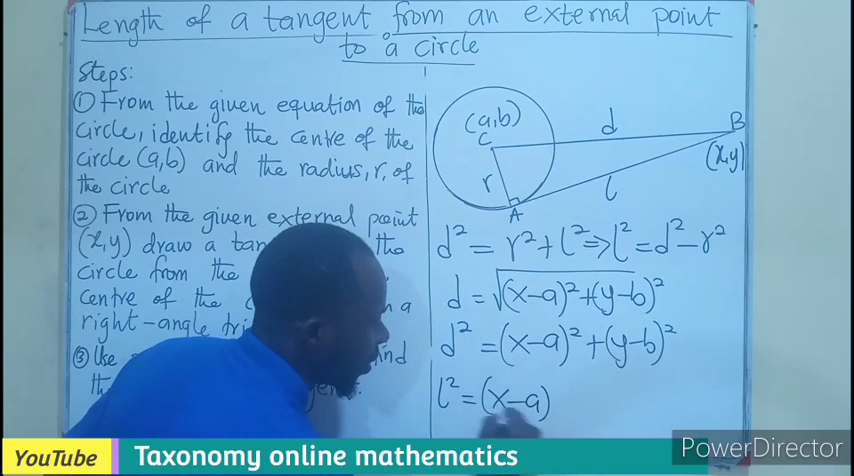 Length of a tangent from an external point
to a circle
Steps:
① From the given equation of the
circle, identify the centre of the
circle (a,b) and the radius, r, of
the circle
② From the given external point
(x,y) draw a the
circle from the
centre of the a
right-angle
③ Use
(a,b)
C
d
B
(x,y)
r
l
A
d² = r² + l² => l² = d² - r²
d = √(x-a)² + (y-b)²
d² = (x-a)² + (y-b)²
l² = (x-a)
YouTube Taxonomy online mathematics
PowerDirector